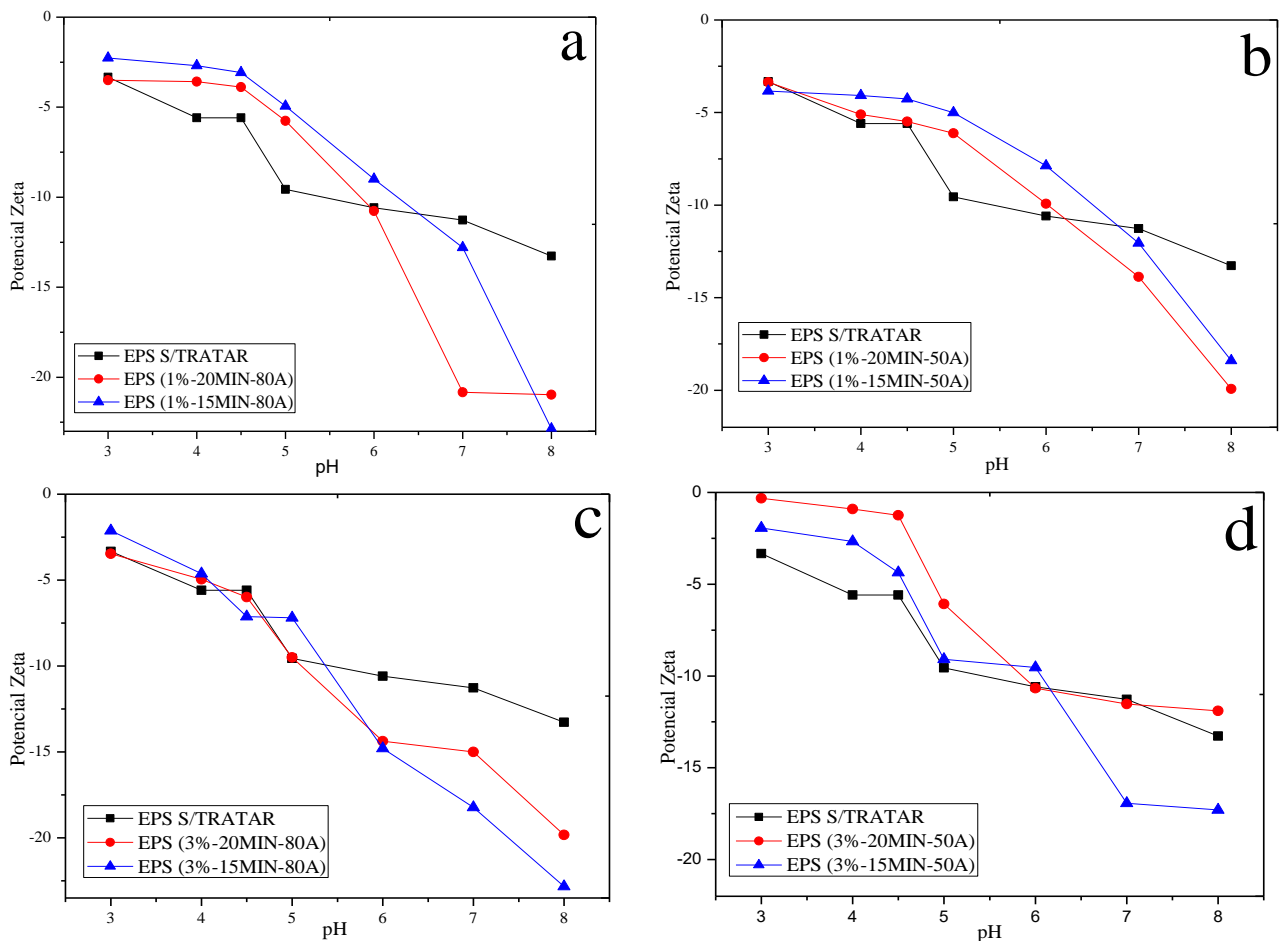 a
0
-5
-10
-15
-20
Potencial Zeta
EPS S/TRATAR
EPS (1%-20MIN-80A)
EPS (1%-15MIN-80A)
3 4 5 6 7 8
pH
b
0
-5
-10
-15
-20
Potencial Zeta
EPS S/TRATAR
EPS (1%-20MIN-50A)
EPS (1%-15MIN-50A)
3 4 5 6 7 8
pH
c
0
-5
-10
-15
-20
Potencial Zeta
EPS S/TRATAR
EPS (3%-20MIN-80A)
EPS (3%-15MIN-80A)
3 4 5 6 7 8
pH
d
0
-5
-10
-15
-20
Potencial Zeta
EPS S/TRATAR
EPS (3%-20MIN-50A)
EPS (3%-15MIN-50A)
3 4 5 6 7 8
pH